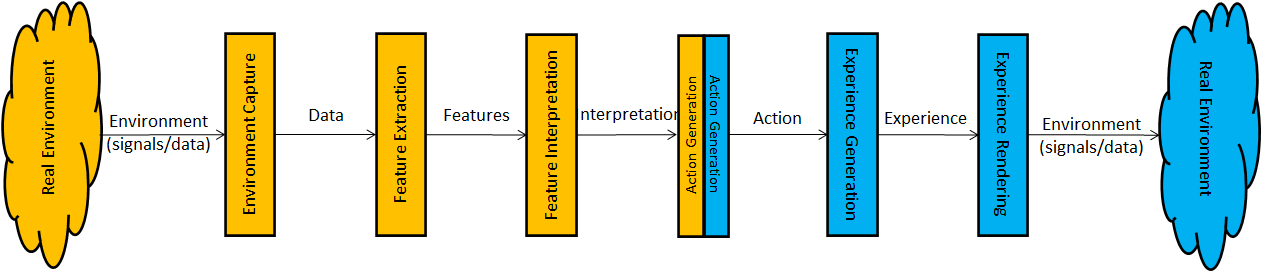 Real Environment
Environment
(signals/data)
Environment Capture
Data
Feature Extraction
Features
Feature Interpretation
Interpretation
Action Generation
Action Generation
Action
Experience Generation
Experience
Experience Rendering
Environment
(signals/data)
Real Environment